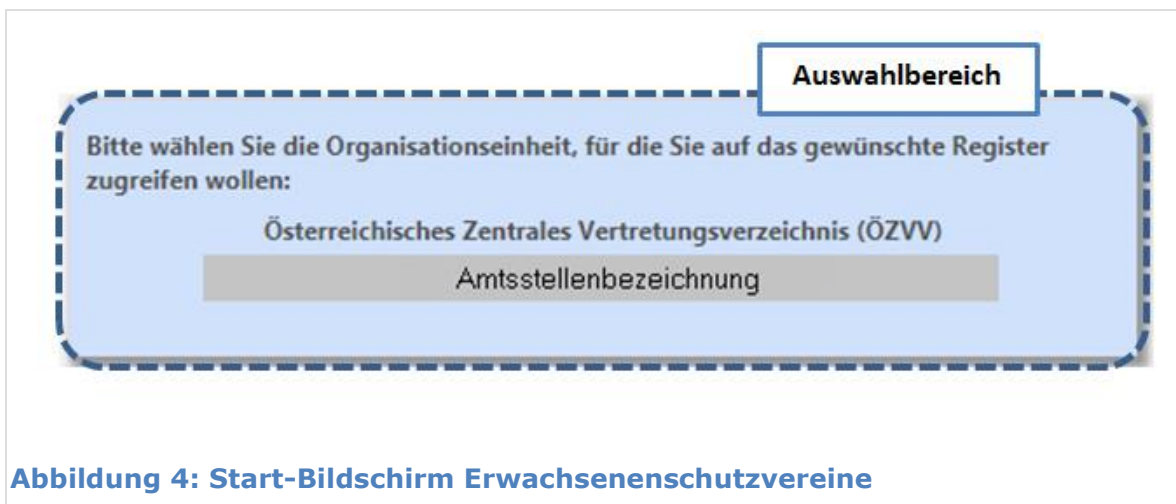 Auswahlbereich
Bitte wählen Sie die Organisationseinheit, für die Sie auf das gewünschte Register
zugreifen wollen:
Österreichisches Zentrales Vertretungsverzeichnis (ÖZVV)
Amtsstellenbezeichnung
Abbildung 4: Start-Bildschirm Erwachsenenschutzvereine